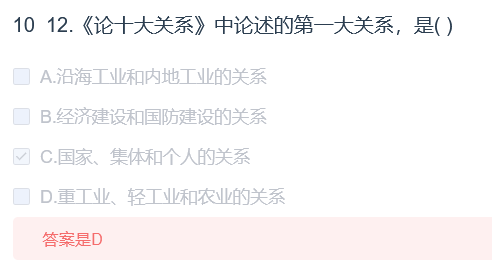 10 12.《论十大关系》中论述的第一大关系，是( )
A.沿海工业和内地工业的关系
B.经济建设和国防建设的关系
C.国家、集体和个人的关系
D.重工业、轻工业和农业的关系
答案是D